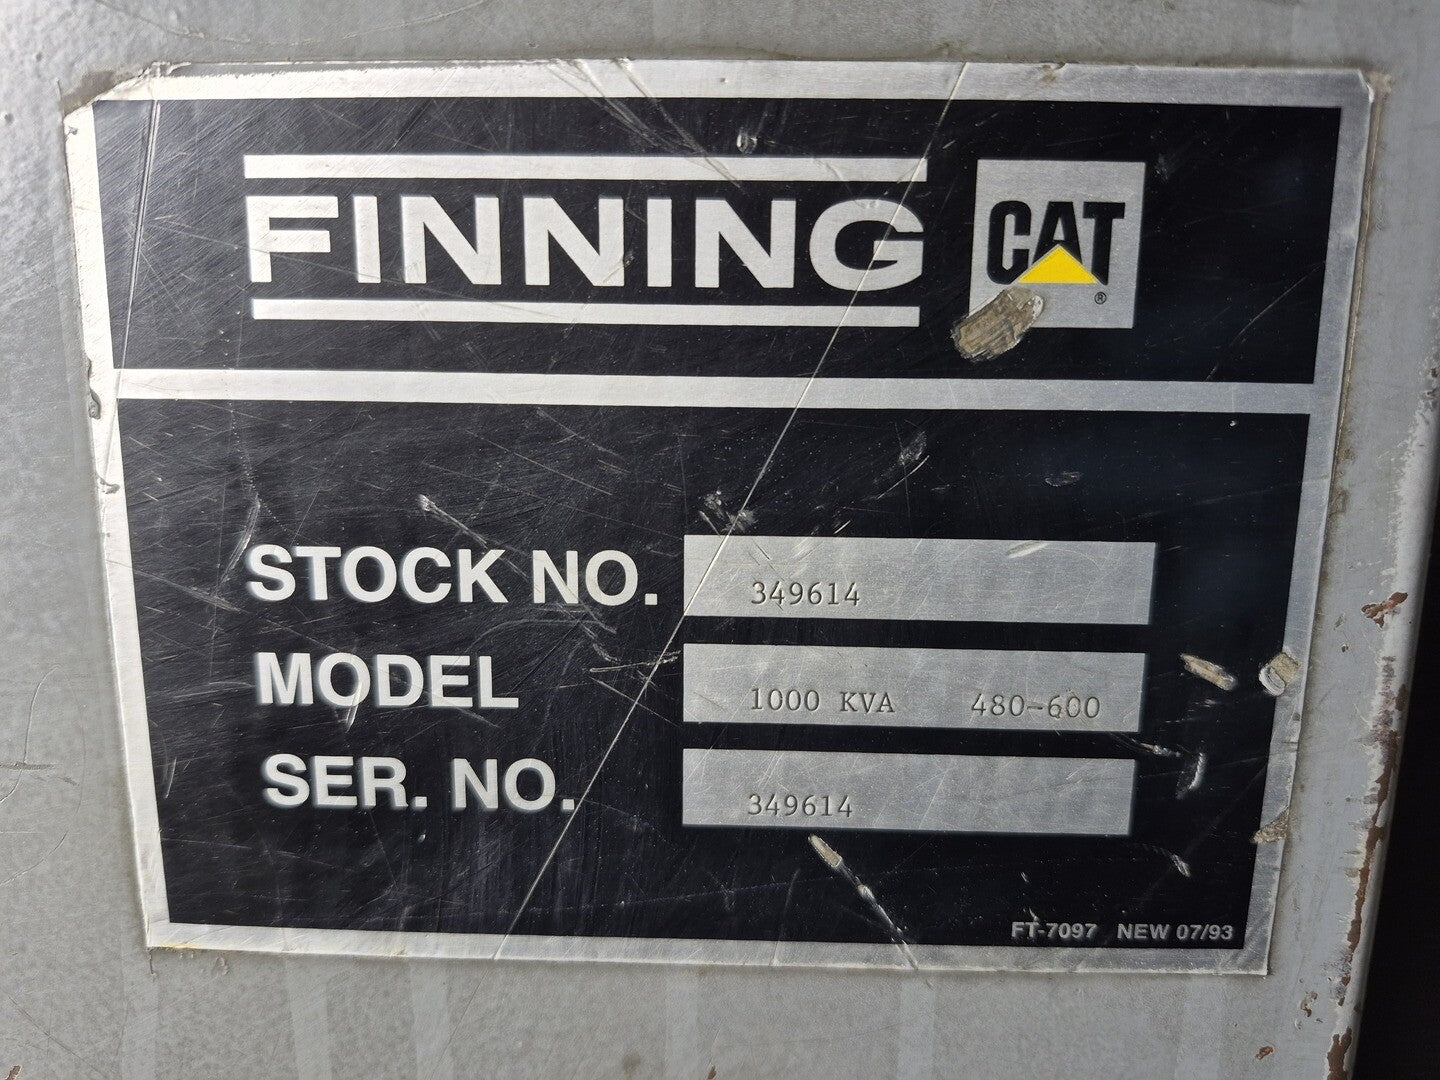 FINNING CAT®
STOCK NO. 349614
MODEL 1000 KVA 480-600
SER. NO. 349614
FT-7097 NEW 07/93